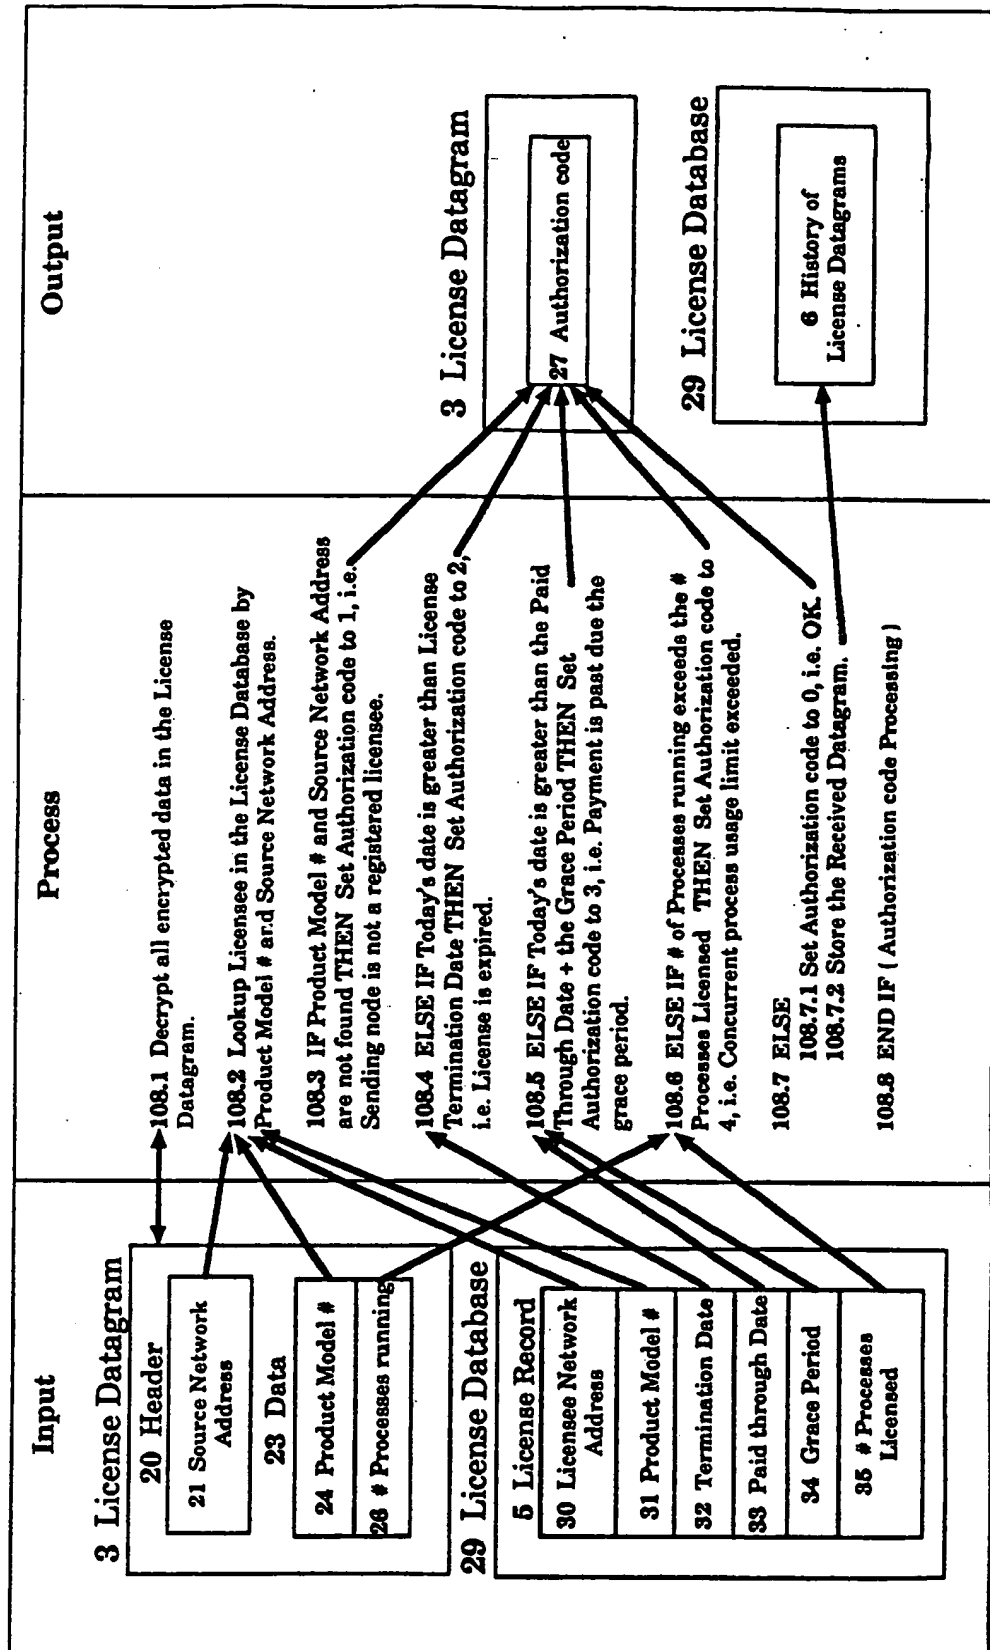 Input
3 License Datagram
20 Header
21 Source Network
Address
23 Data
24 Product Model #
26 # Processes running
29 License Database
5 License Record
30 Licensee Network
Address
31 Product Model #
32 Termination Date
33 Paid through Date
34 Grace Period
35 # Processes
Licensed
Process
108.1 Decrypt all encrypted data in the License
Datagram.
108.2 Lookup Licensee in the License Database by
Product Model # and Source Network Address.
108.3 IF Product Model # and Source Network Address
are not found THEN Set Authorization code to 1, i.e.
Sending node is not a registered licensee.
108.4 ELSE IF Today's date is greater than License
Termination Date THEN Set Authorization code to 2,
i.e. License is expired.
108.5 ELSE IF Today's date is greater than the Paid
Through Date + the Grace Period THEN Set
Authorization code to 3, i.e. Payment is past due the
grace period.
108.6 ELSE IF # of Processes running exceeds the #
Processes Licensed THEN Set Authorization code to
4, i.e. Concurrent process usage limit exceeded.
108.7 ELSE
108.7.1 Set Authorization code to 0, i.e. OK.
108.7.2 Store the Received Datagram.
108.8 END IF ( Authorization code Processing )
Output
3 License Datagram
27 Authorization code
29 License Database
6 History of
License Datagrams